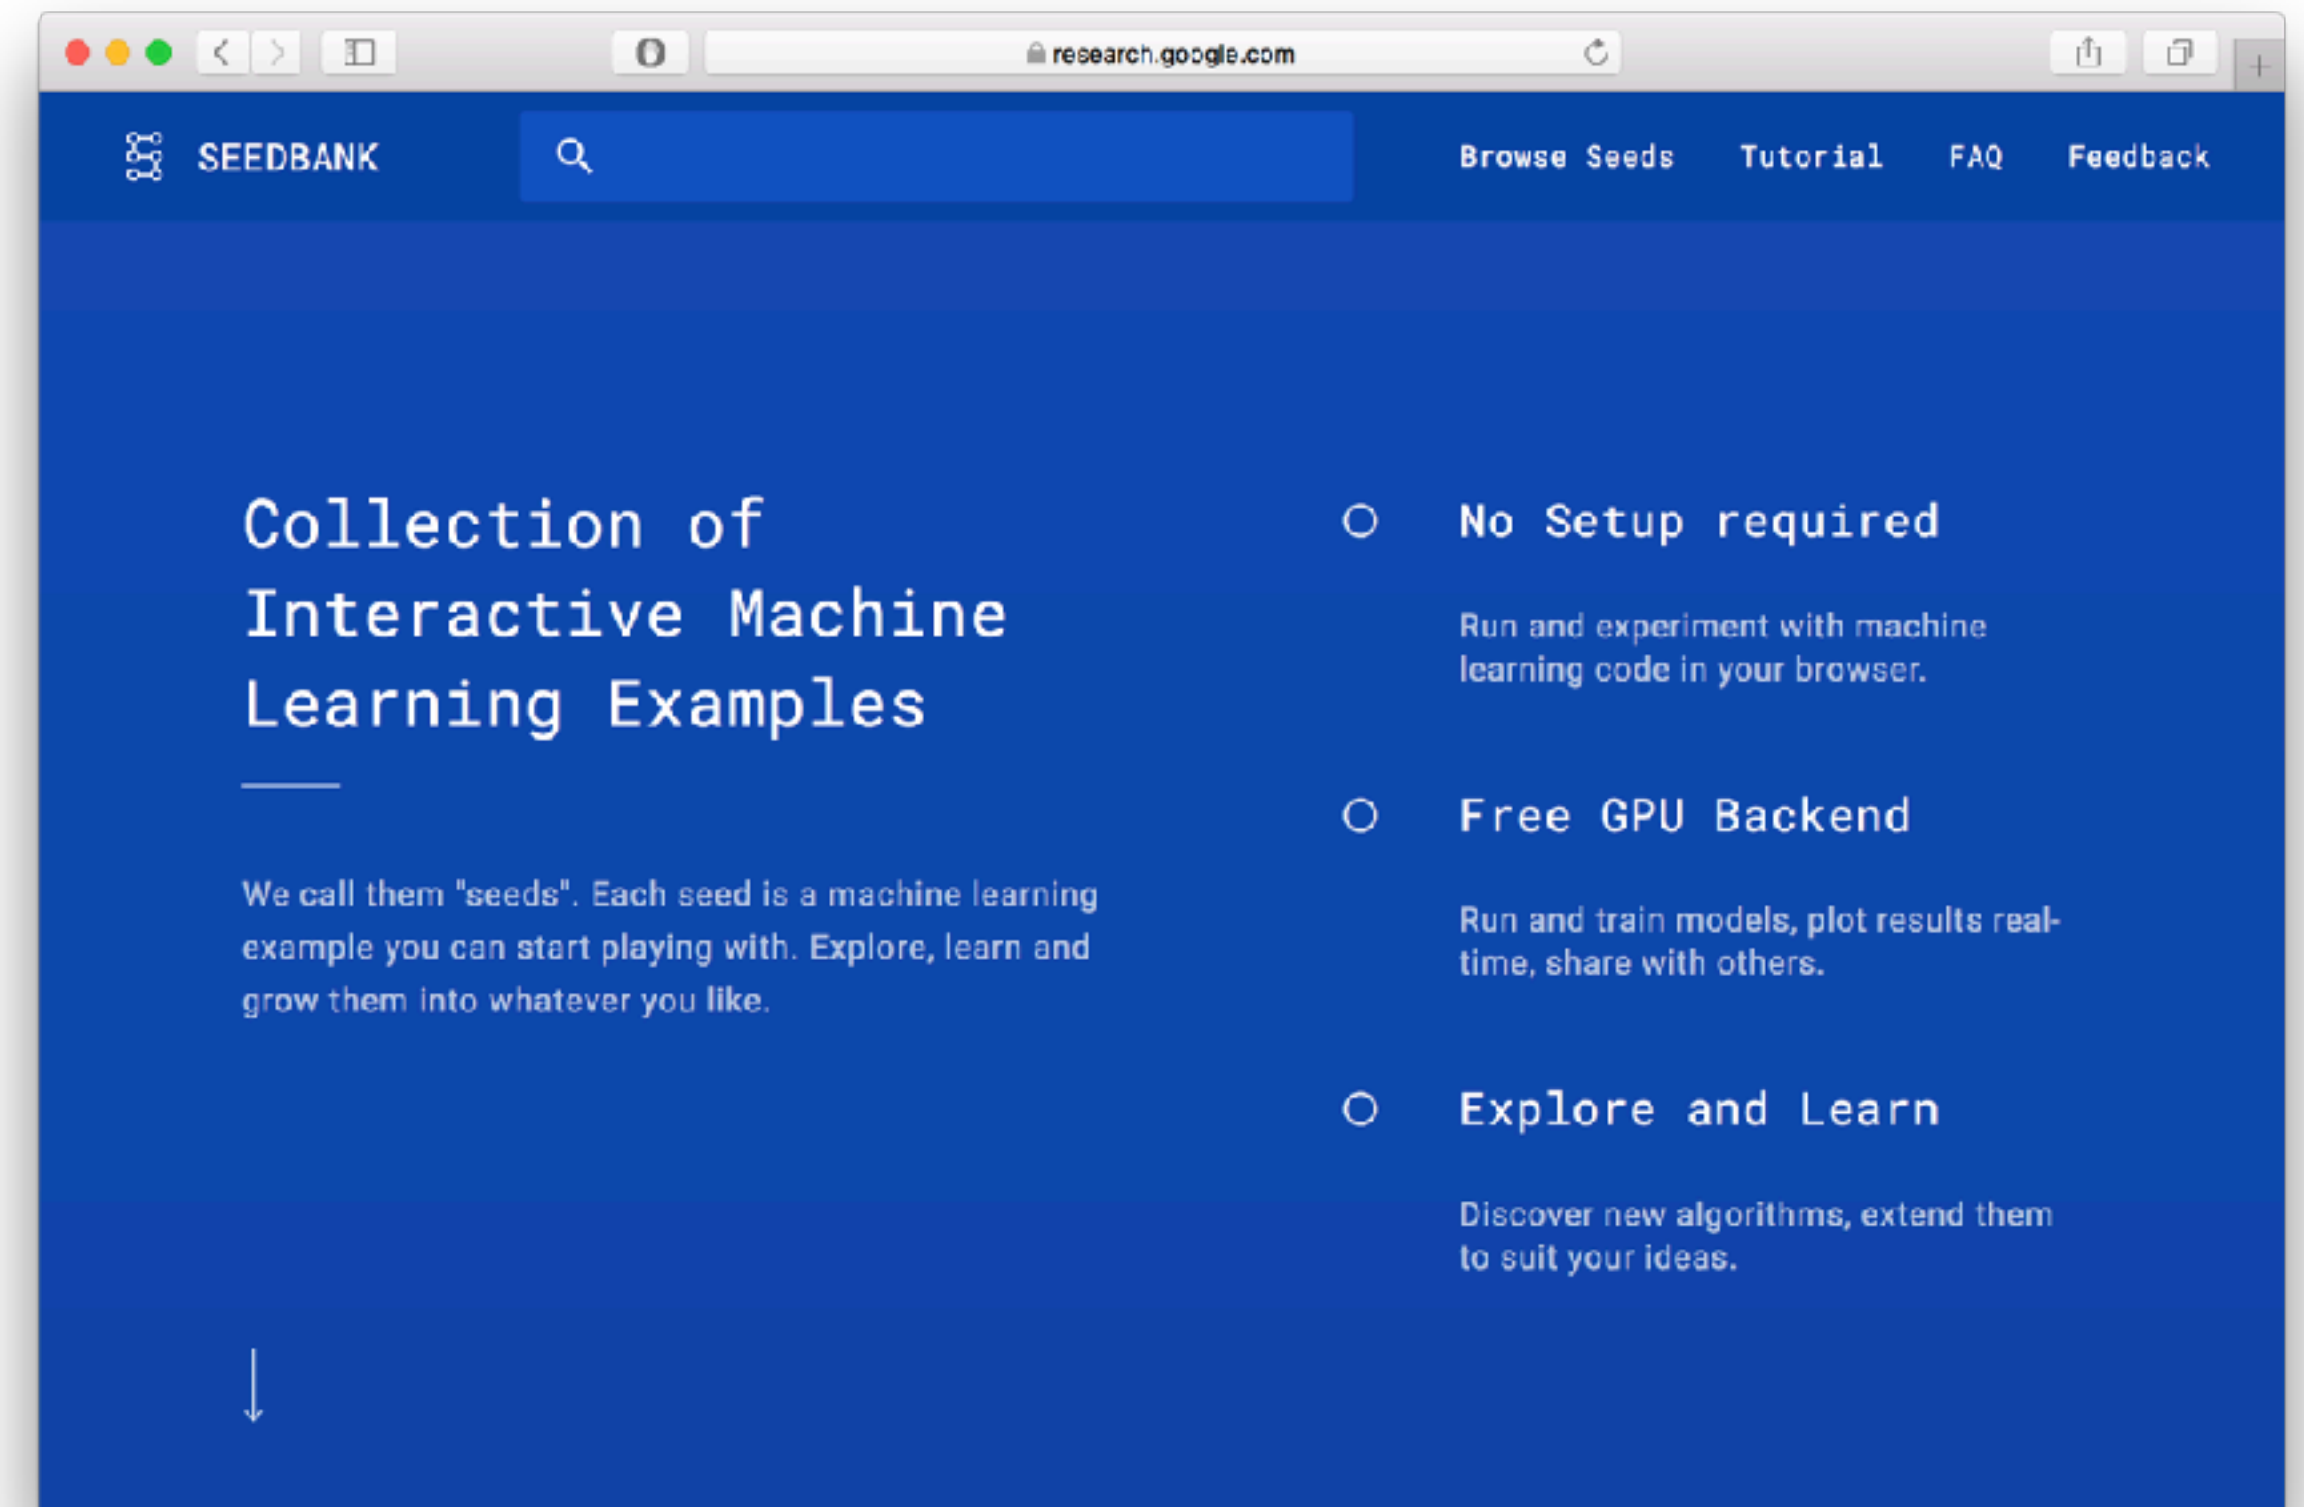 research.google.com
SEEDBANK
Browse Seeds
Tutorial
FAQ
Feedback
Collection of
Interactive Machine
Learning Examples
We call them "seeds". Each seed is a machine learning
example you can start playing with. Explore, learn and
grow them into whatever you like.
No Setup required
Run and experiment with machine
learning code in your browser.
Free GPU Backend
Run and train models, plot results real-
time, share with others.
Explore and Learn
Discover new algorithms, extend them
to suit your ideas.